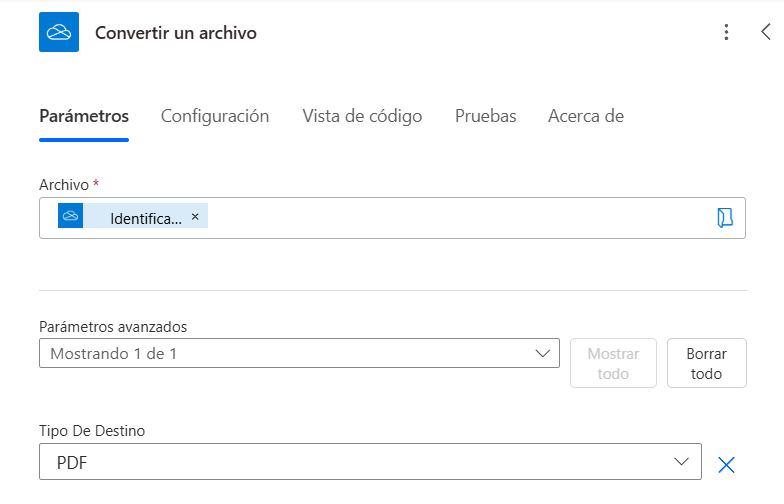 Convertir un archivo
Parámetros Configuración Vista de código Pruebas Acerca de
Archivo *
Identifica... ×
Parámetros avanzados
Mostrando 1 de 1
Mostrar
todo
Borrar
todo
Tipo De Destino
PDF